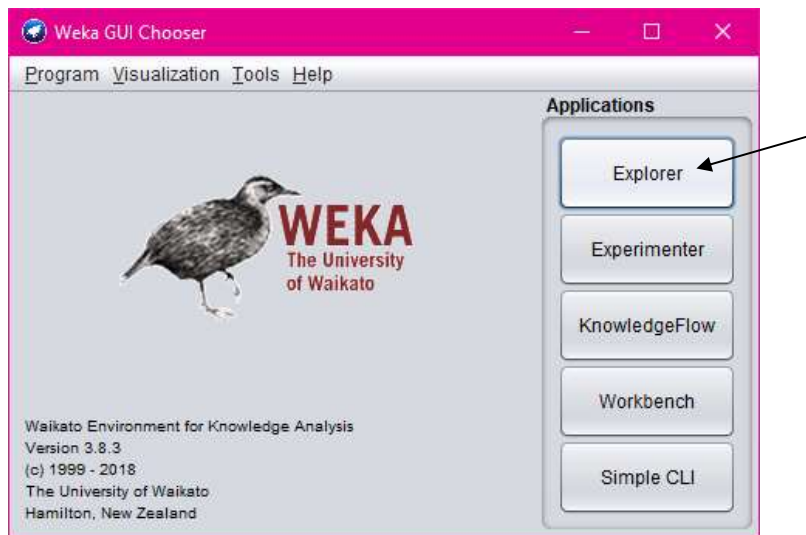 Weka GUI Chooser
Program Visualization Tools Help
Applications
Explorer
Experimenter
KnowledgeFlow
Workbench
Simple CLI
WEKA
The University
of Waikato
Waikato Environment for Knowledge Analysis
Version 3.8.3
(c) 1999 - 2018
The University of Waikato
Hamilton, New Zealand